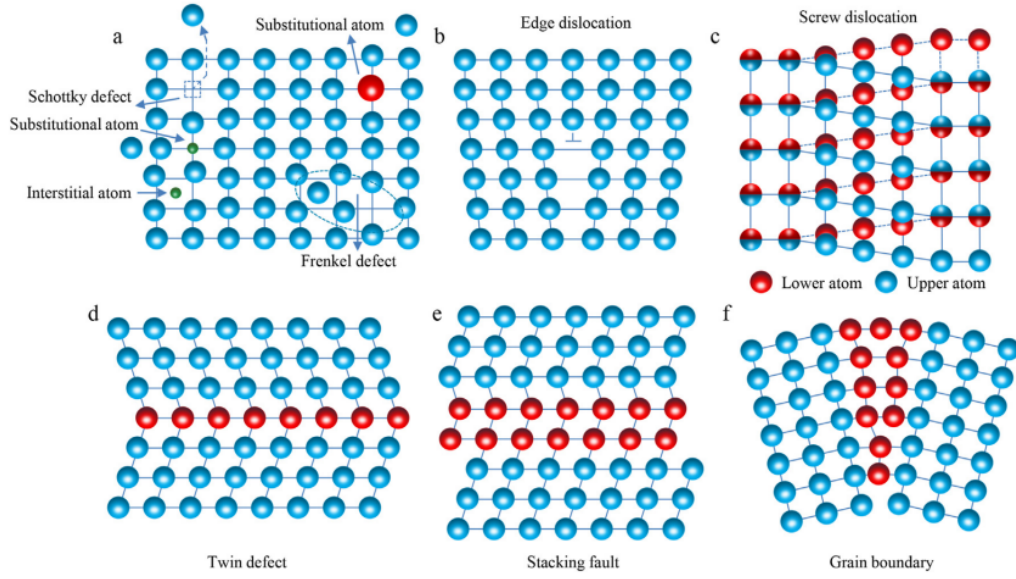 a
Substitutional atom
Schottky defect
Substitutional atom
Interstitial atom
Frenkel defect
b
Edge dislocation
c
Screw dislocation
Lower atom
Upper atom
d
Twin defect
e
Stacking fault
f
Grain boundary